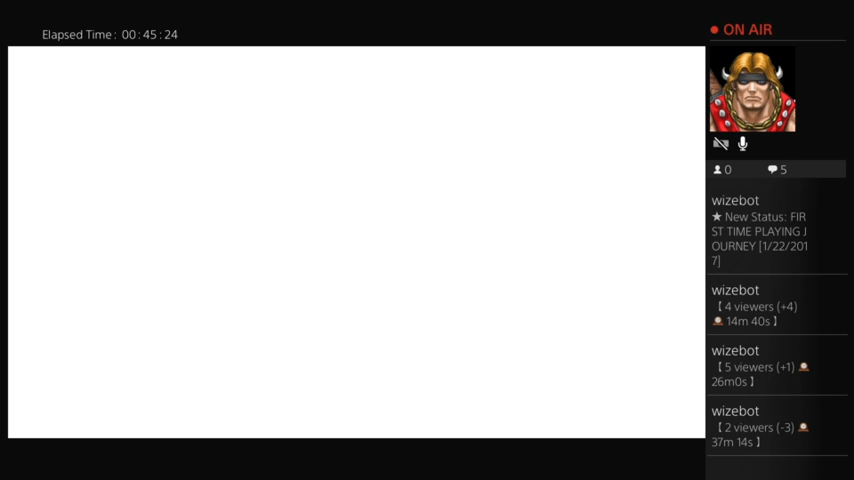 Elapsed Time: 00:45:24
ON AIR
0 5
wizebot
★ New Status: FIR
ST TIME PLAYING J
OURNEY [1/22/201
7]
wizebot
【 4 viewers (+4)
14m 40s 】
wizebot
【 5 viewers (+1)
26m0s 】
wizebot
【 2 viewers (-3)
37m 14s 】